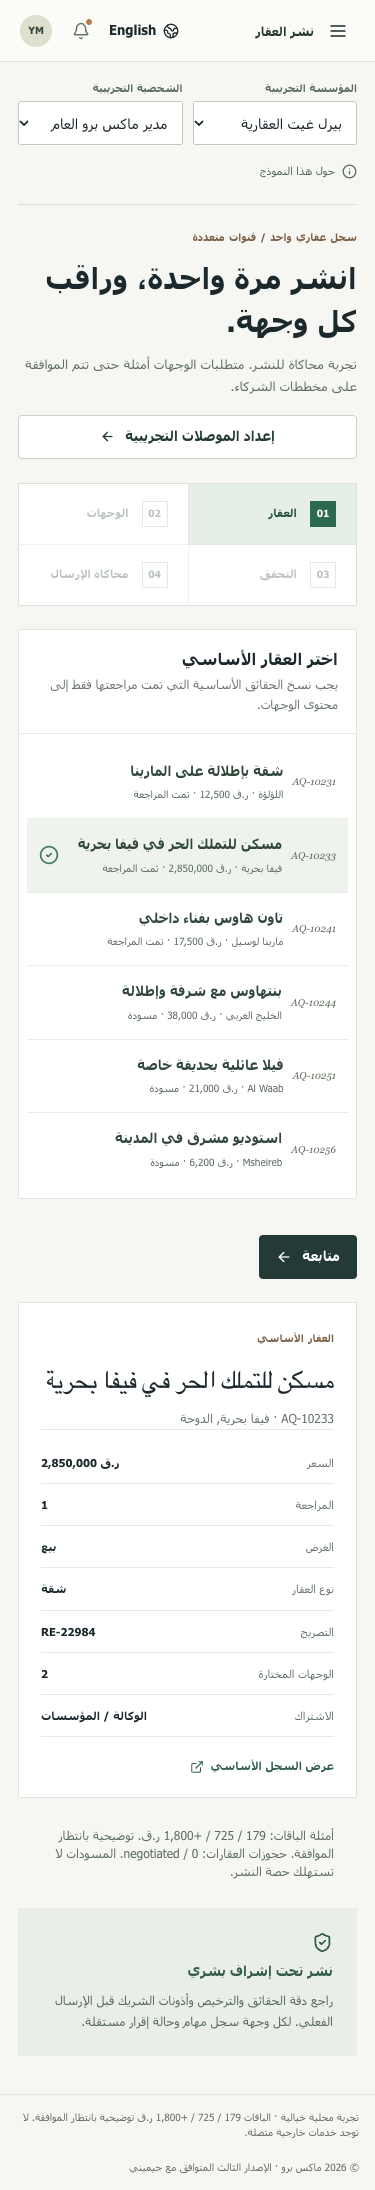 نشر العقار
English
YM
المؤسسة التجريبية
الشخصية التجريبية
بيرل غيت العقارية
مدير ماكس برو العام
حول هذا النموذج
سجل عقاري واحد / قنوات متعددة
انشر مرة واحدة، وراقب
كل وجهة.
تجربة محاكاة للنشر. متطلبات الوجهات أمثلة حتى تتم الموافقة
على مخططات الشركاء.
إعداد الموصلات التجريبية
01 العقار
02 الوجهات
03 التحقق
04 محاكاة الإرسال
اختر العقار الأساسي
يجب نسخ الحقائق الأساسية التي تمت مراجعتها فقط إلى
محتوى الوجهات.
AQ-10231
شقة بإطلالة على المارينا
اللؤلؤة · ر.ق 12,500 · تمت المراجعة
AQ-10233
مسكن للتملك الحر في فيفا بحرية
فيفا بحرية · ر.ق 2,850,000 · تمت المراجعة
AQ-10241
تاون هاوس بفناء داخلي
مارينا لوسيل · ر.ق 17,500 · تمت المراجعة
AQ-10244
بنتهاوس مع شرفة وإطلالة
الخليج الغربي · ر.ق 38,000 · مسودة
AQ-10251
فيلا عائلية بحديقة خاصة
Al Waab · ر.ق 21,000 · مسودة
AQ-10256
استوديو مشرق في المدينة
Msheireb · ر.ق 6,200 · مسودة
متابعة
العقار الأساسي
مسكن للتملك الحر في فيفا بحرية
AQ-10233 · فيفا بحرية, الدوحة
السعر
ر.ق 2,850,000
المراجعة
1
الغرض
بيع
نوع العقار
شقة
التصريح
RE-22984
الوجهات المختارة
2
الاشتراك
الوكالة / المؤسسات
عرض السجل الأساسي
أمثلة الباقات: 179 / 725 / +1,800 ر.ق. توضيحية بانتظار
الموافقة. حجوزات العقارات: 0 / negotiated. المسودات لا
تستهلك حصة النشر.
نشر تحت إشراف بشري
راجع دقة الحقائق والترخيص وأذونات الشريك قبل الإرسال
الفعلي. لكل وجهة سجل مهام وحالة إقرار مستقلة.
تجربة محلية خيالية · الباقات 179 / 725 / +1,800 ر.ق توضيحية بانتظار الموافقة. لا
توجد خدمات خارجية متصلة.
© 2026 ماكس برو · الإصدار الثالث المتوافق مع جيميني